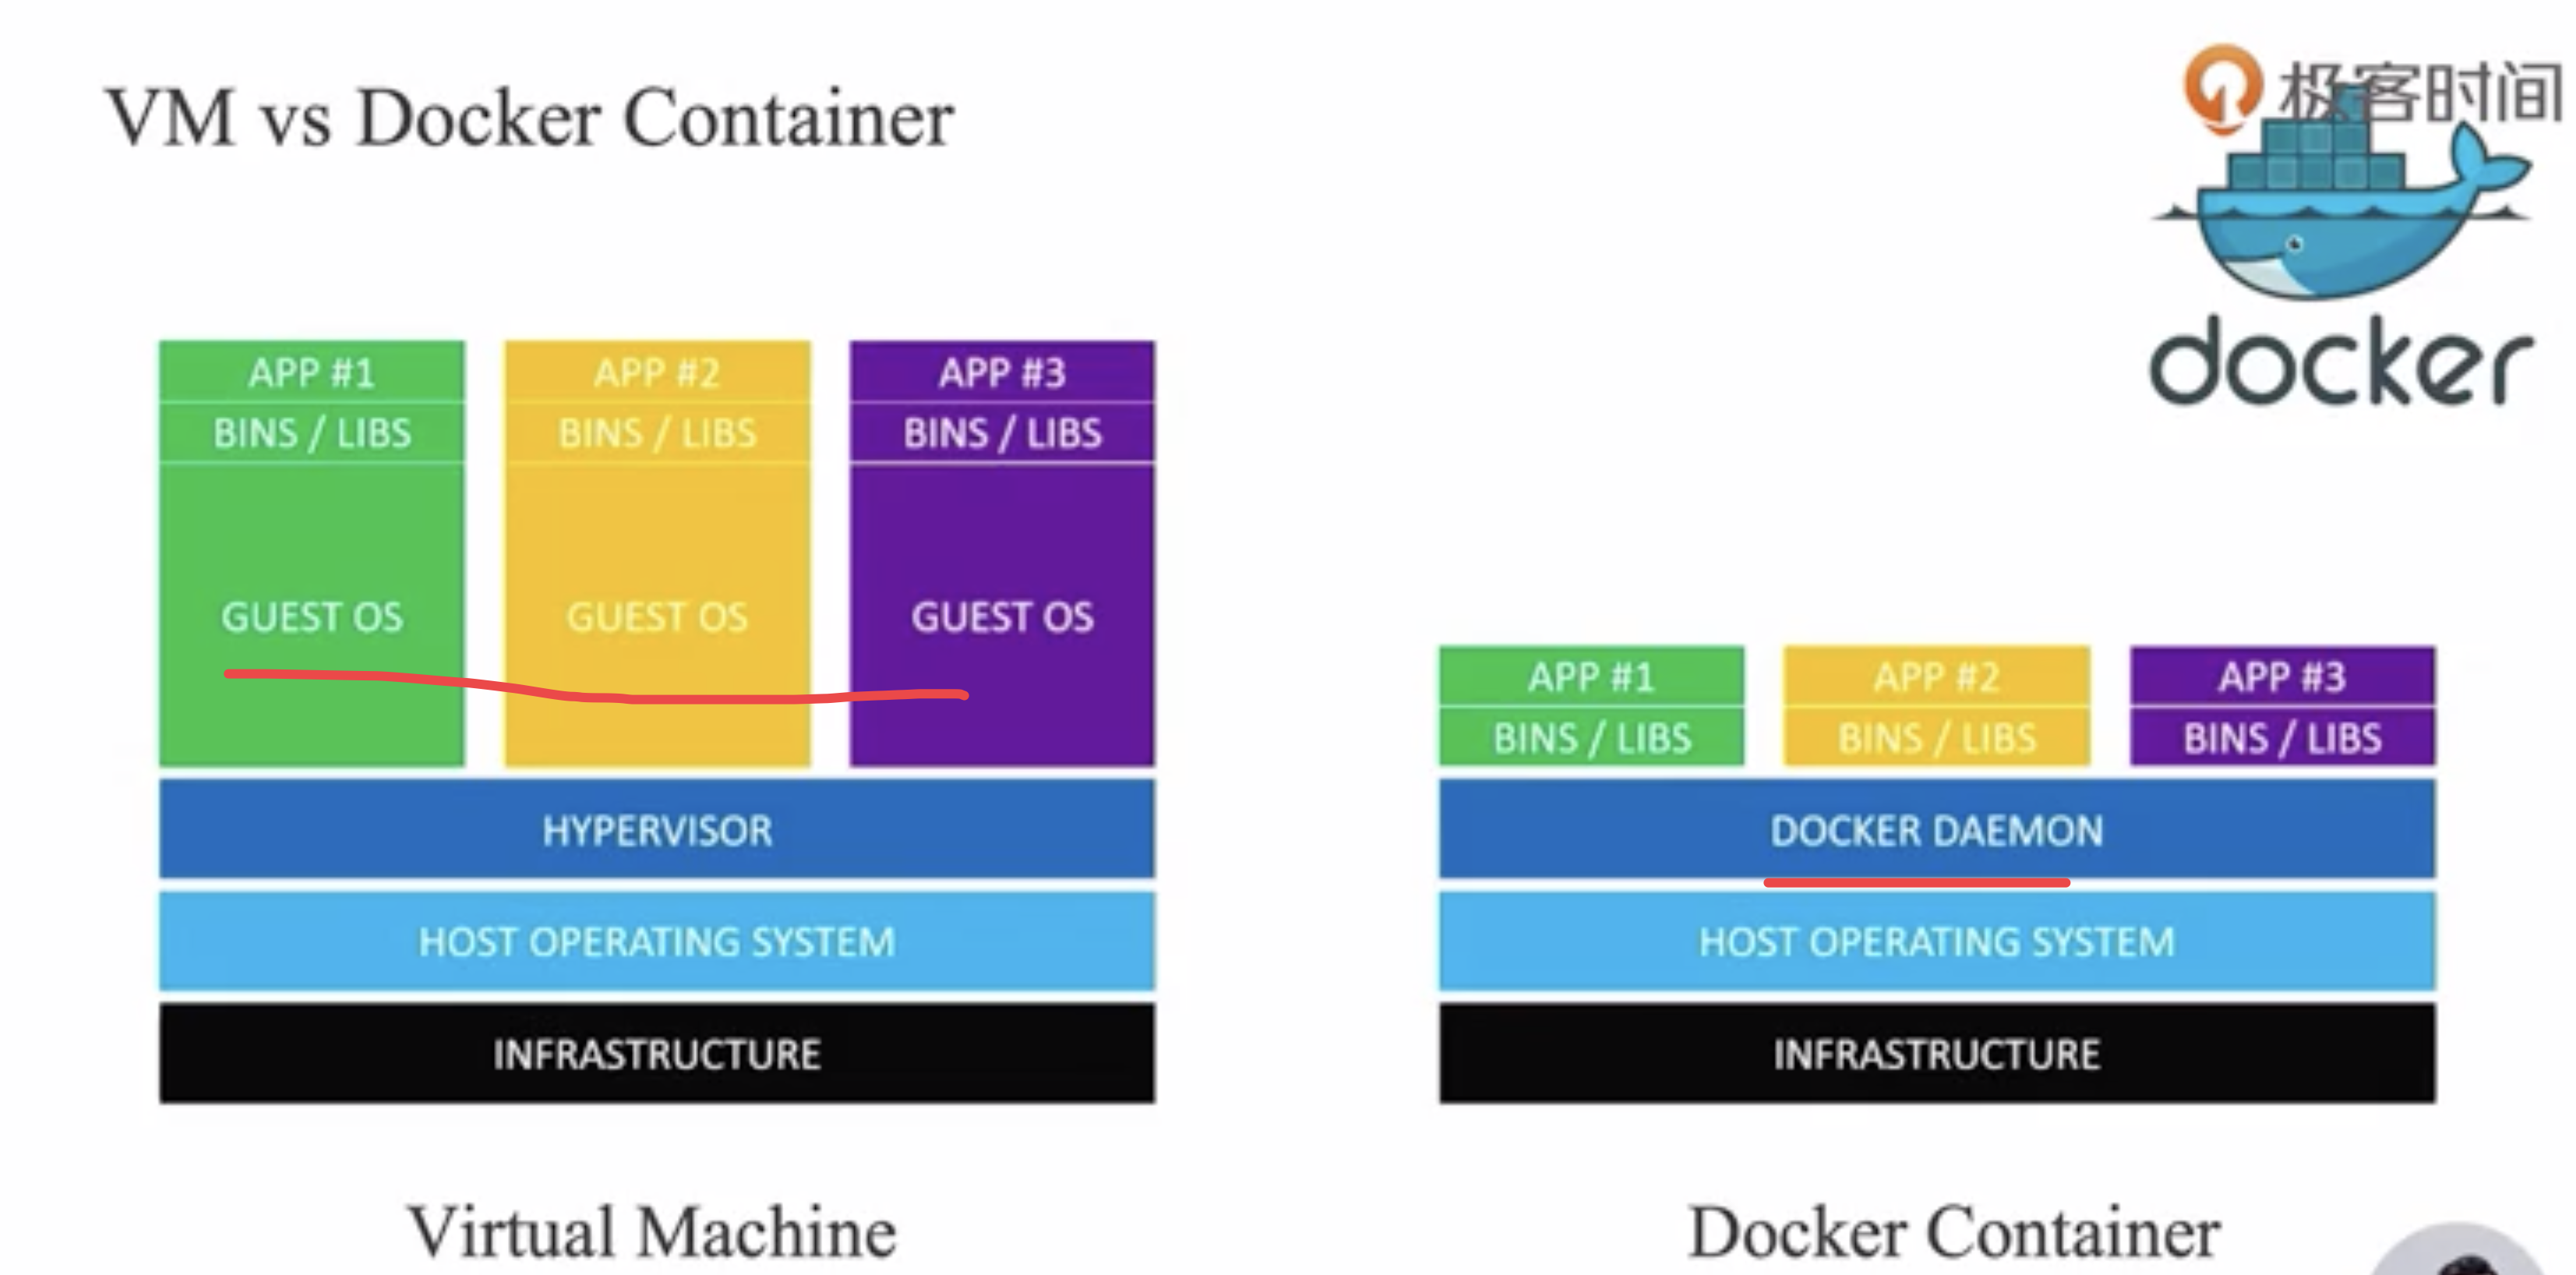 VM vs Docker Container
极客时间
docker
APP #1
BINS / LIBS
GUEST OS
APP #2
BINS / LIBS
GUEST OS
APP #3
BINS / LIBS
GUEST OS
HYPERVISOR
HOST OPERATING SYSTEM
INFRASTRUCTURE
Virtual Machine
APP #1
BINS / LIBS
APP #2
BINS / LIBS
APP #3
BINS / LIBS
DOCKER DAEMON
HOST OPERATING SYSTEM
INFRASTRUCTURE
Docker Container